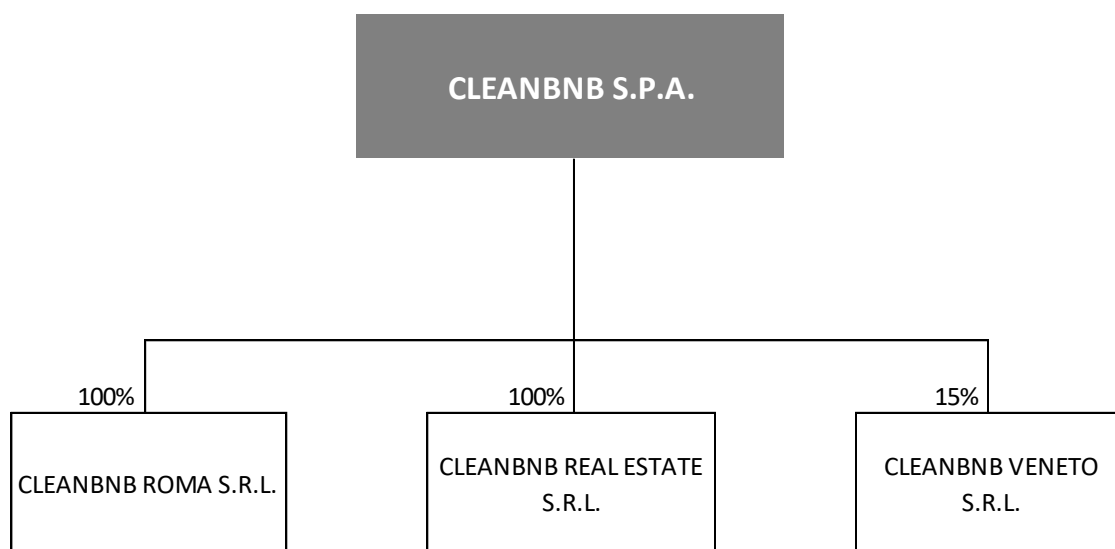 CLEANBNB S.P.A.
100%
100%
15%
CLEANBNB ROMA S.R.L.
CLEANBNB REAL ESTATE
S.R.L.
CLEANBNB VENETO
S.R.L.